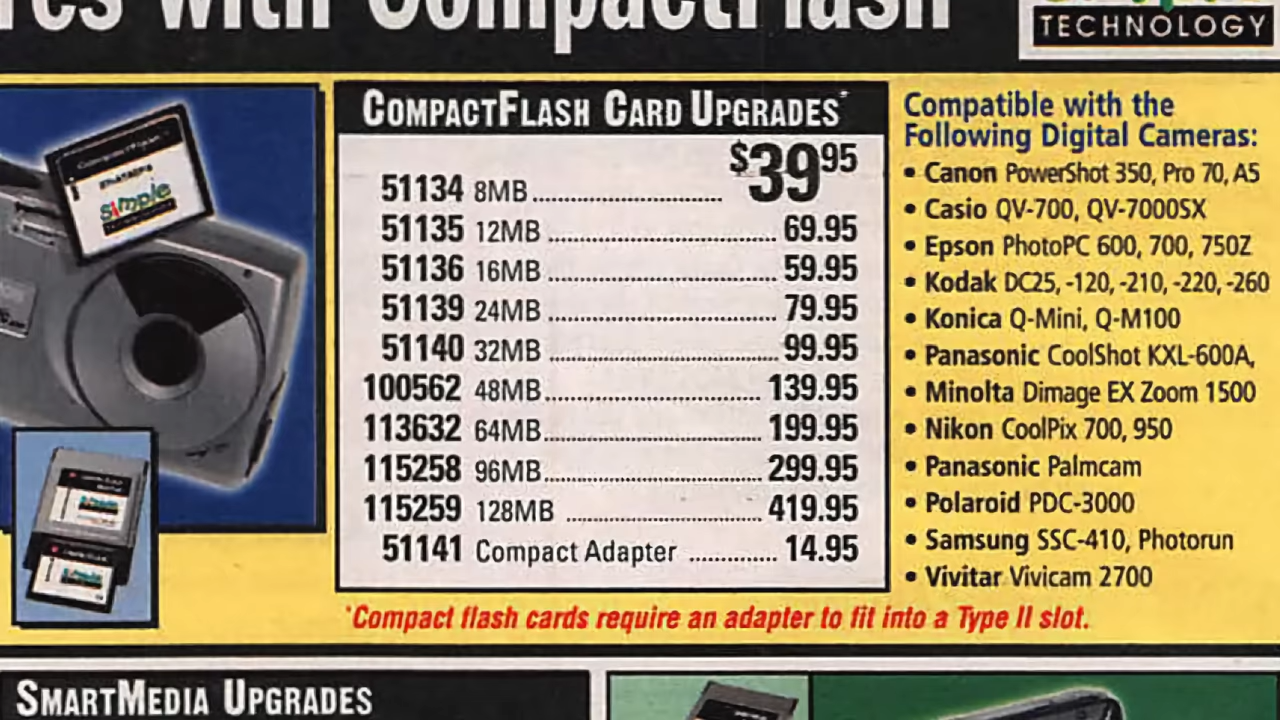 res with CompactFlash
TECHNOLOGY
simple
COMPACTFLASH CARD UPGRADES*
51134 8MB $39.95
51135 12MB 69.95
51136 16MB 59.95
51139 24MB 79.95
51140 32MB 99.95
100562 48MB 139.95
113632 64MB 199.95
115258 96MB 299.95
115259 128MB 419.95
51141 Compact Adapter 14.95
*Compact flash cards require an adapter to fit into a Type II slot.
Compatible with the
Following Digital Cameras:
• Canon PowerShot 350, Pro 70, A5
• Casio QV-700, QV-7000SX
• Epson PhotoPC 600, 700, 750Z
• Kodak DC25, -120, -210, -220, -260
• Konica Q-Mini, Q-M100
• Panasonic CoolShot KXL-600A,
• Minolta Dimage EX Zoom 1500
• Nikon CoolPix 700, 950
• Panasonic Palmcam
• Polaroid PDC-3000
• Samsung SSC-410, Photorun
• Vivitar Vivicam 2700
SMARTMEDIA UPGRADES